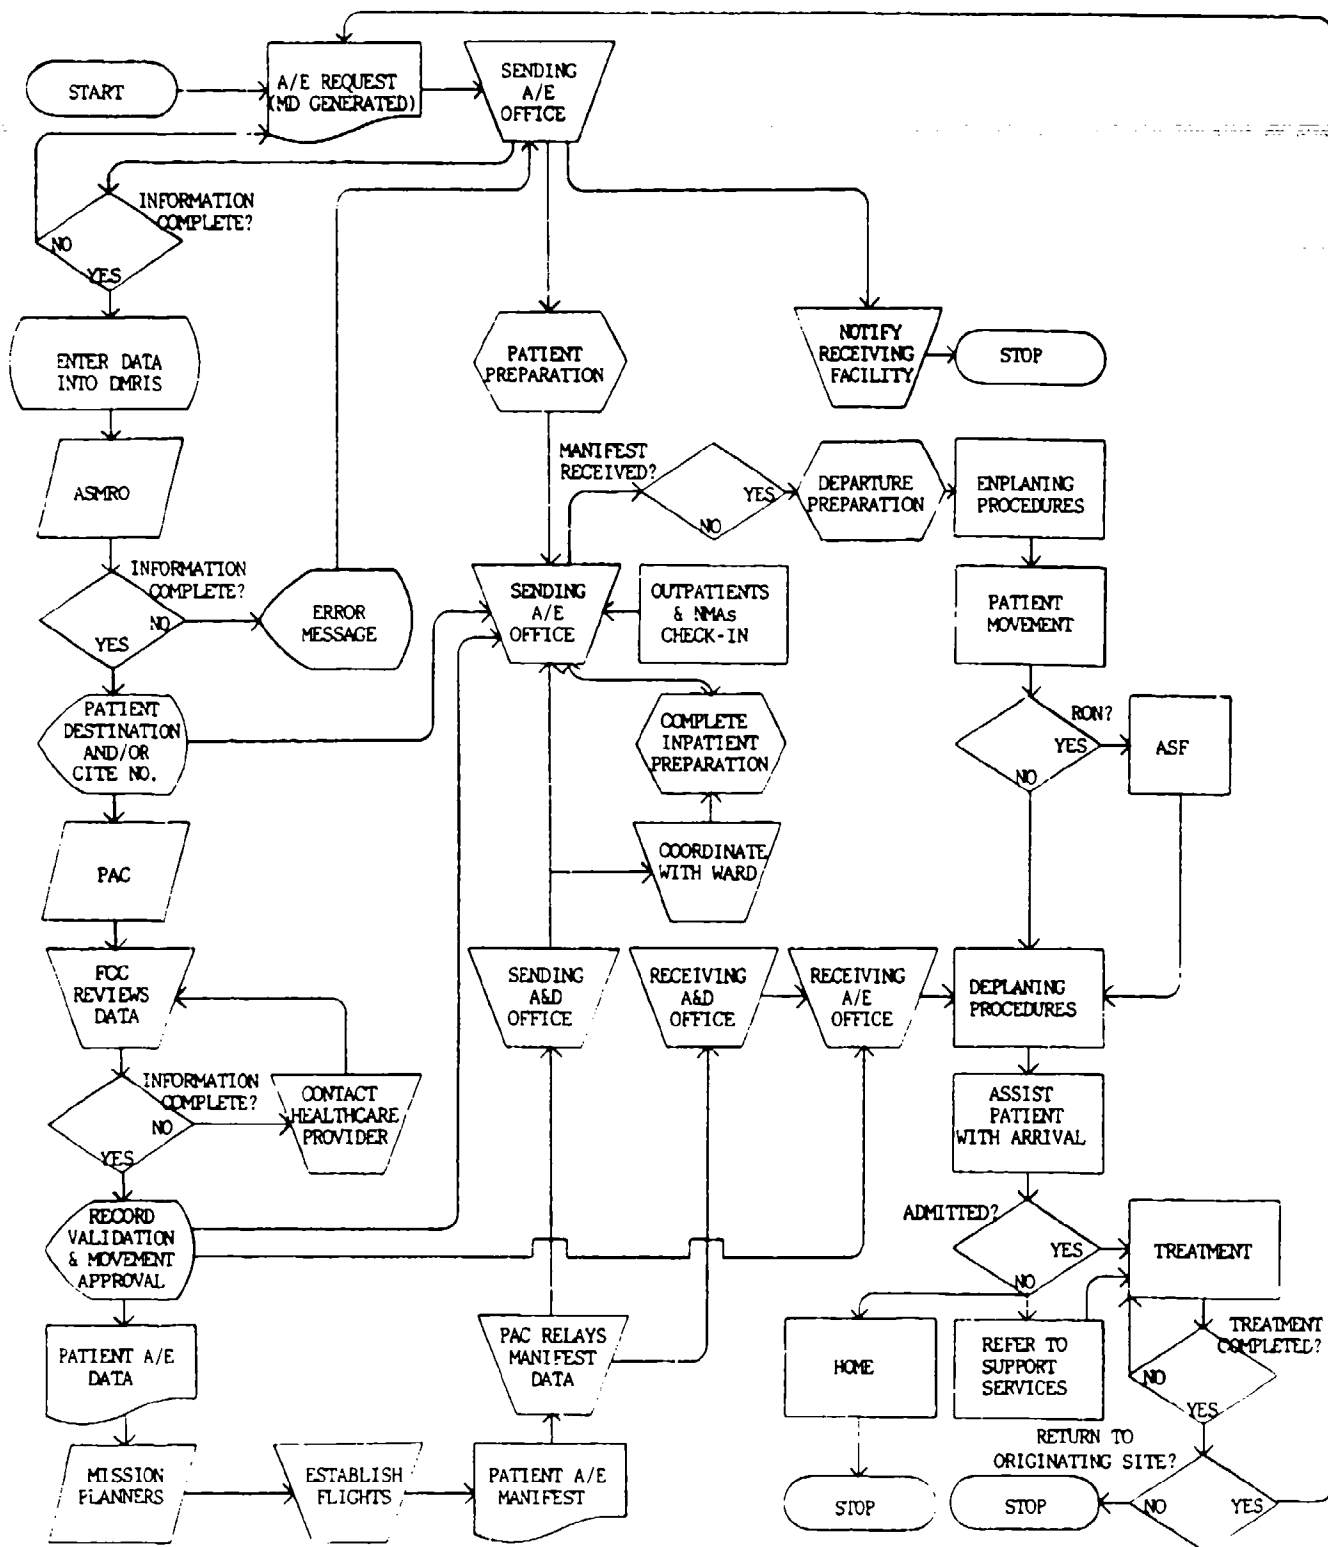 START
A/E REQUEST
(MD GENERATED)
SENDING
A/E
OFFICE
INFORMATION
COMPLETE?
NO
YES
ENTER DATA
INTO DMRIS
PATIENT
PREPARATION
NOTIFY
RECEIVING
FACILITY
STOP
ASMRO
MANIFEST
RECEIVED?
YES
NO
DEPARTURE
PREPARATION
ENPLANING
PROCEDURES
INFORMATION
COMPLETE?
NO
YES
ERROR
MESSAGE
SENDING
A/E
OFFICE
OUTPATIENTS
& NMAs
CHECK-IN
PATIENT
MOVEMENT
PATIENT
DESTINATION
AND/OR
CITE NO.
COMPLETE
INPATIENT
PREPARATION
RON?
YES
NO
ASF
PAC
COORDINATE
WITH WARD
FCC
REVIEWS
DATA
SENDING
A&D
OFFICE
RECEIVING
A&D
OFFICE
RECEIVING
A/E
OFFICE
DEPLANING
PROCEDURES
INFORMATION
COMPLETE?
NO
YES
CONTACT
HEALTHCARE
PROVIDER
ASSIST
PATIENT
WITH ARRIVAL
RECORD
VALIDATION
& MOVEMENT
APPROVAL
ADMITTED?
YES
NO
TREATMENT
PATIENT A/E
DATA
PAC RELAYS
MANIFEST
DATA
HOME
REFER TO
SUPPORT
SERVICES
TREATMENT
COMPLETED?
NO
YES
MISSION
PLANNERS
ESTABLISH
FLIGHTS
PATIENT A/E
MANIFEST
STOP
RETURN TO
ORIGINATING SITE?
STOP
NO
YES